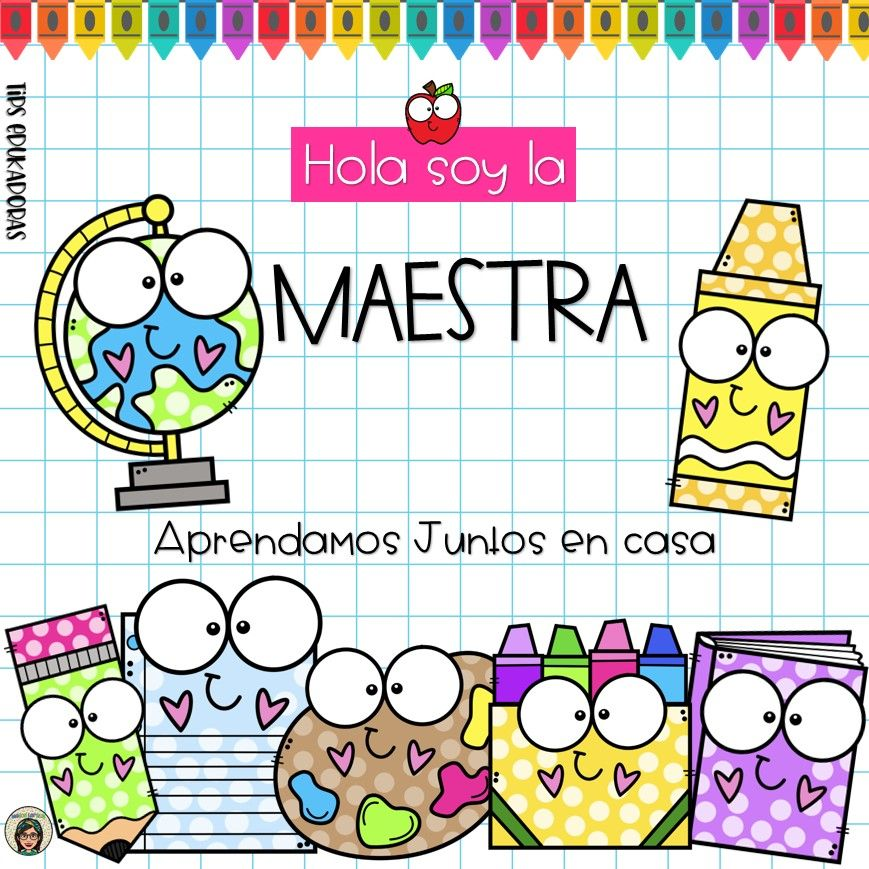 TIPS EDUKADORAS
Hola soy la
MAESTRA
Aprendamos Juntos en casa